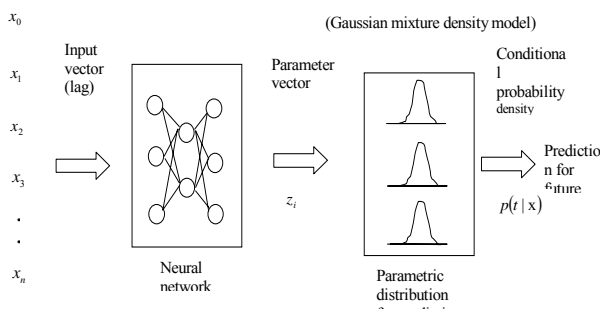 x0
(Gaussian mixture density model)
Input
vector
(lag)
Parameter
vector
Conditiona
l
probability
density
x1
x2
x3
.
.
xn
zi
Predictio
n for
future
p(t | x)
Neural
network
Parametric
distribution